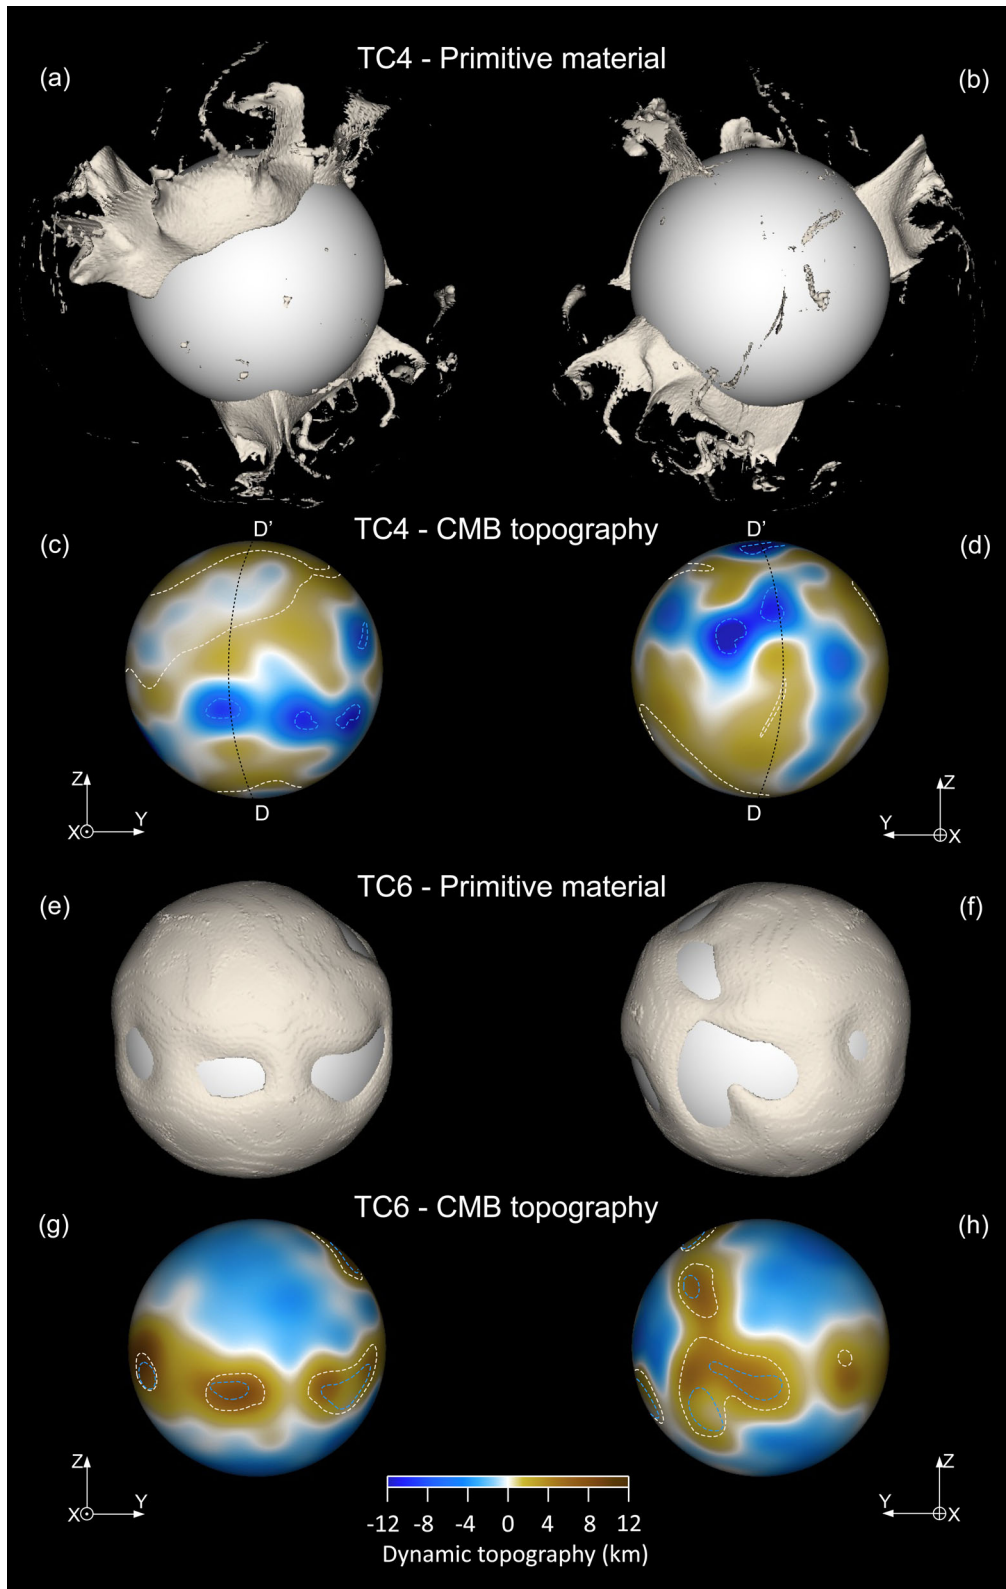 TC4 - Primitive material
(a)
(b)
TC4 - CMB topography
(c)
(d)
D'
D'
D
D
Z
X
Y
Z
Y
X
TC6 - Primitive material
(e)
(f)
TC6 - CMB topography
(g)
(h)
Z
X
Y
Z
Y
X
-12 -8 -4 0 4 8 12
Dynamic topography (km)